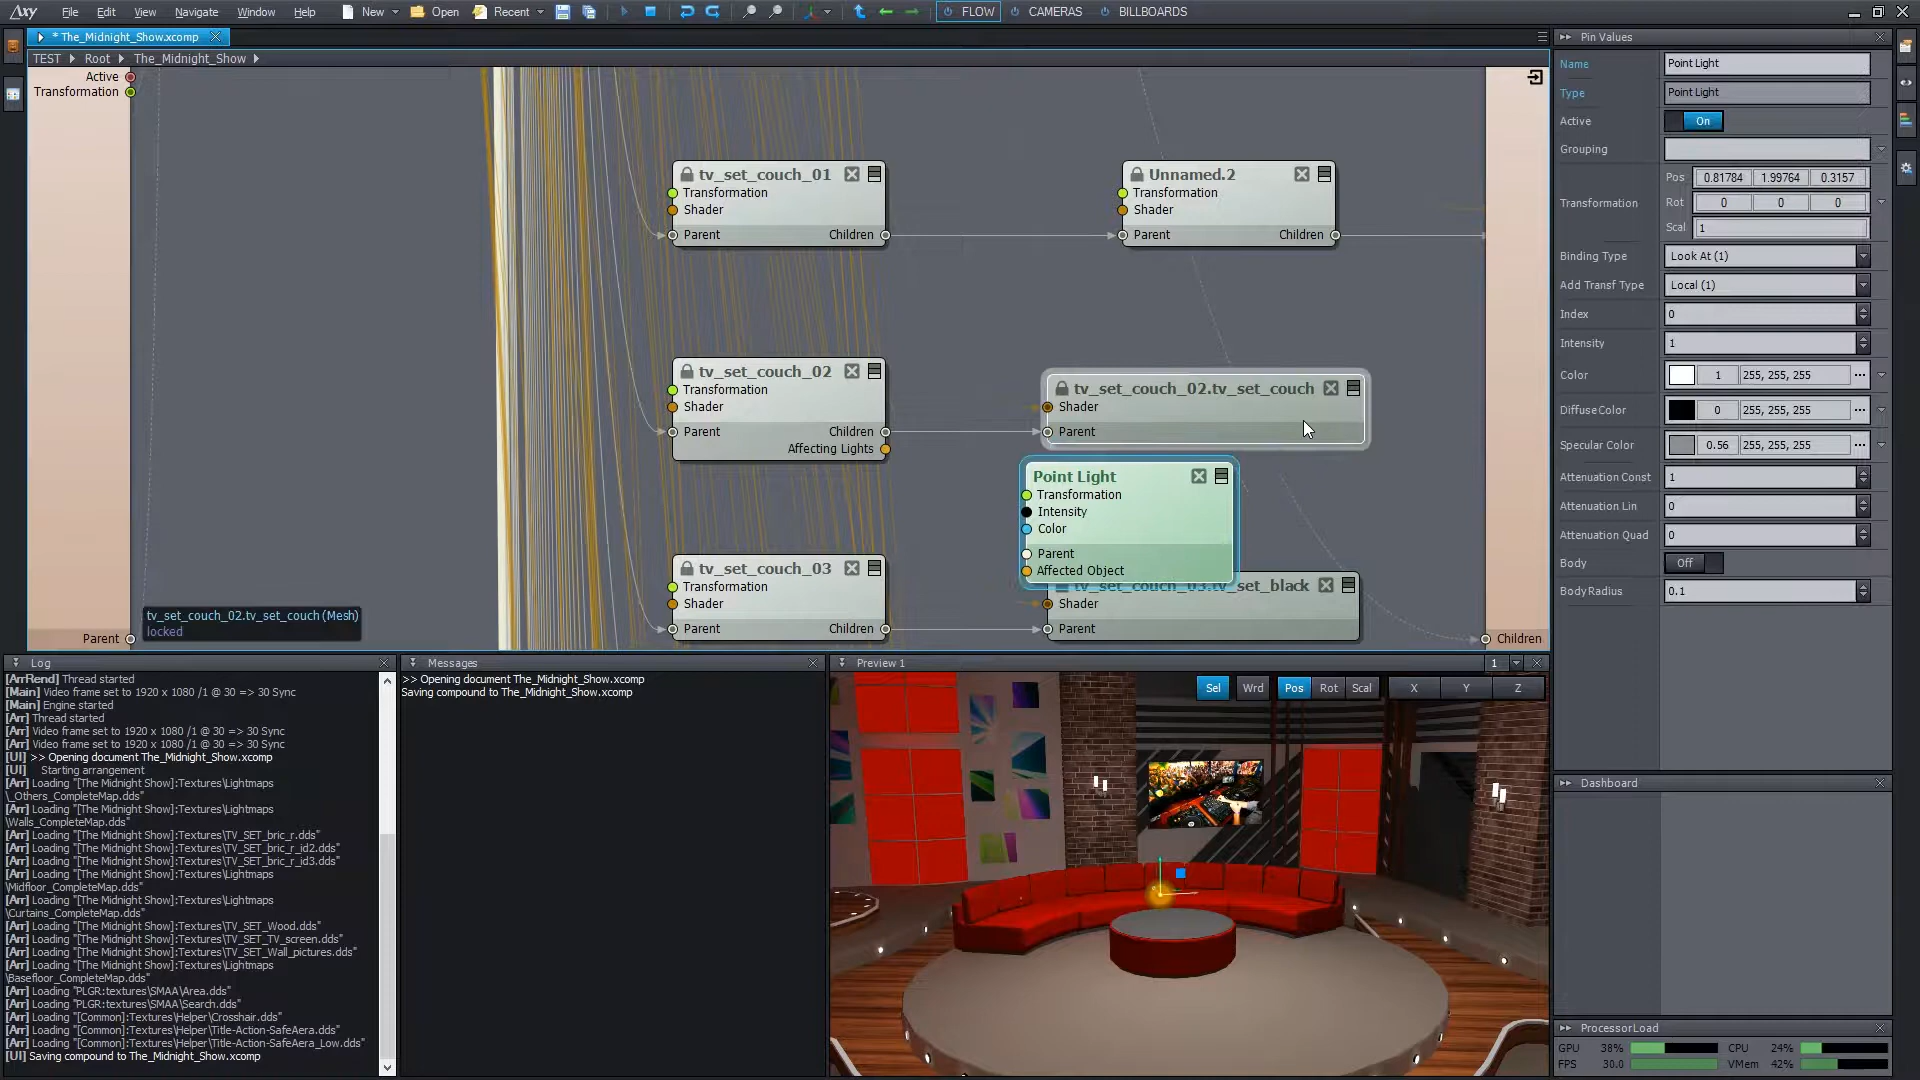 Axy File Edit View Navigate Window Help New Open Recent FLOW CAMERAS BILLBOARDS
* The_Midnight_Show.xcomp
TEST Root The_Midnight_Show
Active
Transformation
tv_set_couch_01
Transformation
Shader
Parent Children
Unnamed.2
Transformation
Shader
Parent Children
tv_set_couch_02
Transformation
Shader
Parent Children
Affecting Lights
tv_set_couch_02.tv_set_couch
Shader
Parent
Point Light
Transformation
Intensity
Color
Parent
Affected Object
tv_set_couch_03
Transformation
Shader
Parent Children
tv_set_couch_03.tv_set_black
Shader
Parent
tv_set_couch_02.tv_set_couch (Mesh)
locked
Parent
Children
Pin Values
Name Point Light
Type Point Light
Active On
Grouping
Transformation
Pos 0.81784 1.99764 0.3157
Rot 0 0 0
Scal 1
Binding Type Look At (1)
Add Transf Type Local (1)
Index 0
Intensity 1
Color 1 255, 255, 255
DiffuseColor 0 255, 255, 255
Specular Color 0.56 255, 255, 255
Attenuation Const 1
Attenuation Lin 0
Attenuation Quad 0
Body Off
BodyRadius 0.1
Log
[ArrRend] Thread started
[Main] Video frame set to 1920 x 1080 /1 @ 30 => 30 Sync
[Main] Engine started
[Arr] Thread started
[Arr] Video frame set to 1920 x 1080 /1 @ 30 => 30 Sync
[Arr] Video frame set to 1920 x 1080 /1 @ 30 => 30 Sync
[UI] >> Opening document The_Midnight_Show.xcomp
[UI] Starting arrangement
[Arr] Loading "[The Midnight Show]:Textures\Lightmaps
\_Others_CompleteMap.dds"
[Arr] Loading "[The Midnight Show]:Textures\Lightmaps
\Walls_CompleteMap.dds"
[Arr] Loading "[The Midnight Show]:Textures\TV_SET_bric_r.dds"
[Arr] Loading "[The Midnight Show]:Textures\TV_SET_bric_r_id2.dds"
[Arr] Loading "[The Midnight Show]:Textures\TV_SET_bric_r_id3.dds"
[Arr] Loading "[The Midnight Show]:Textures\Lightmaps
\Midfloor_CompleteMap.dds"
[Arr] Loading "[The Midnight Show]:Textures\Lightmaps
\Curtains_CompleteMap.dds"
[Arr] Loading "[The Midnight Show]:Textures\TV_SET_Wood.dds"
[Arr] Loading "[The Midnight Show]:Textures\TV_SET_TV_screen.dds"
[Arr] Loading "[The Midnight Show]:Textures\TV_SET_Wall_pictures.dds"
[Arr] Loading "[The Midnight Show]:Textures\Lightmaps
\Basefloor_CompleteMap.dds"
[Arr] Loading "PLGR:textures\SMAA\Area.dds"
[Arr] Loading "PLGR:textures\SMAA\Search.dds"
[Arr] Loading "[Common]:Textures\Helper\Crosshair.dds"
[Arr] Loading "[Common]:Textures\Helper\Title-Action-SafeAera.dds"
[Arr] Loading "[Common]:Textures\Helper\Title-Action-SafeAera_Low.dds"
[UI] Saving compound to The_Midnight_Show.xcomp
Messages
>> Opening document The_Midnight_Show.xcomp
Saving compound to The_Midnight_Show.xcomp
Preview 1 1
Sel Wrd Pos Rot Scal X Y Z
Dashboard
ProcessorLoad
GPU 38% CPU 24%
FPS 30.0 VMem 42%